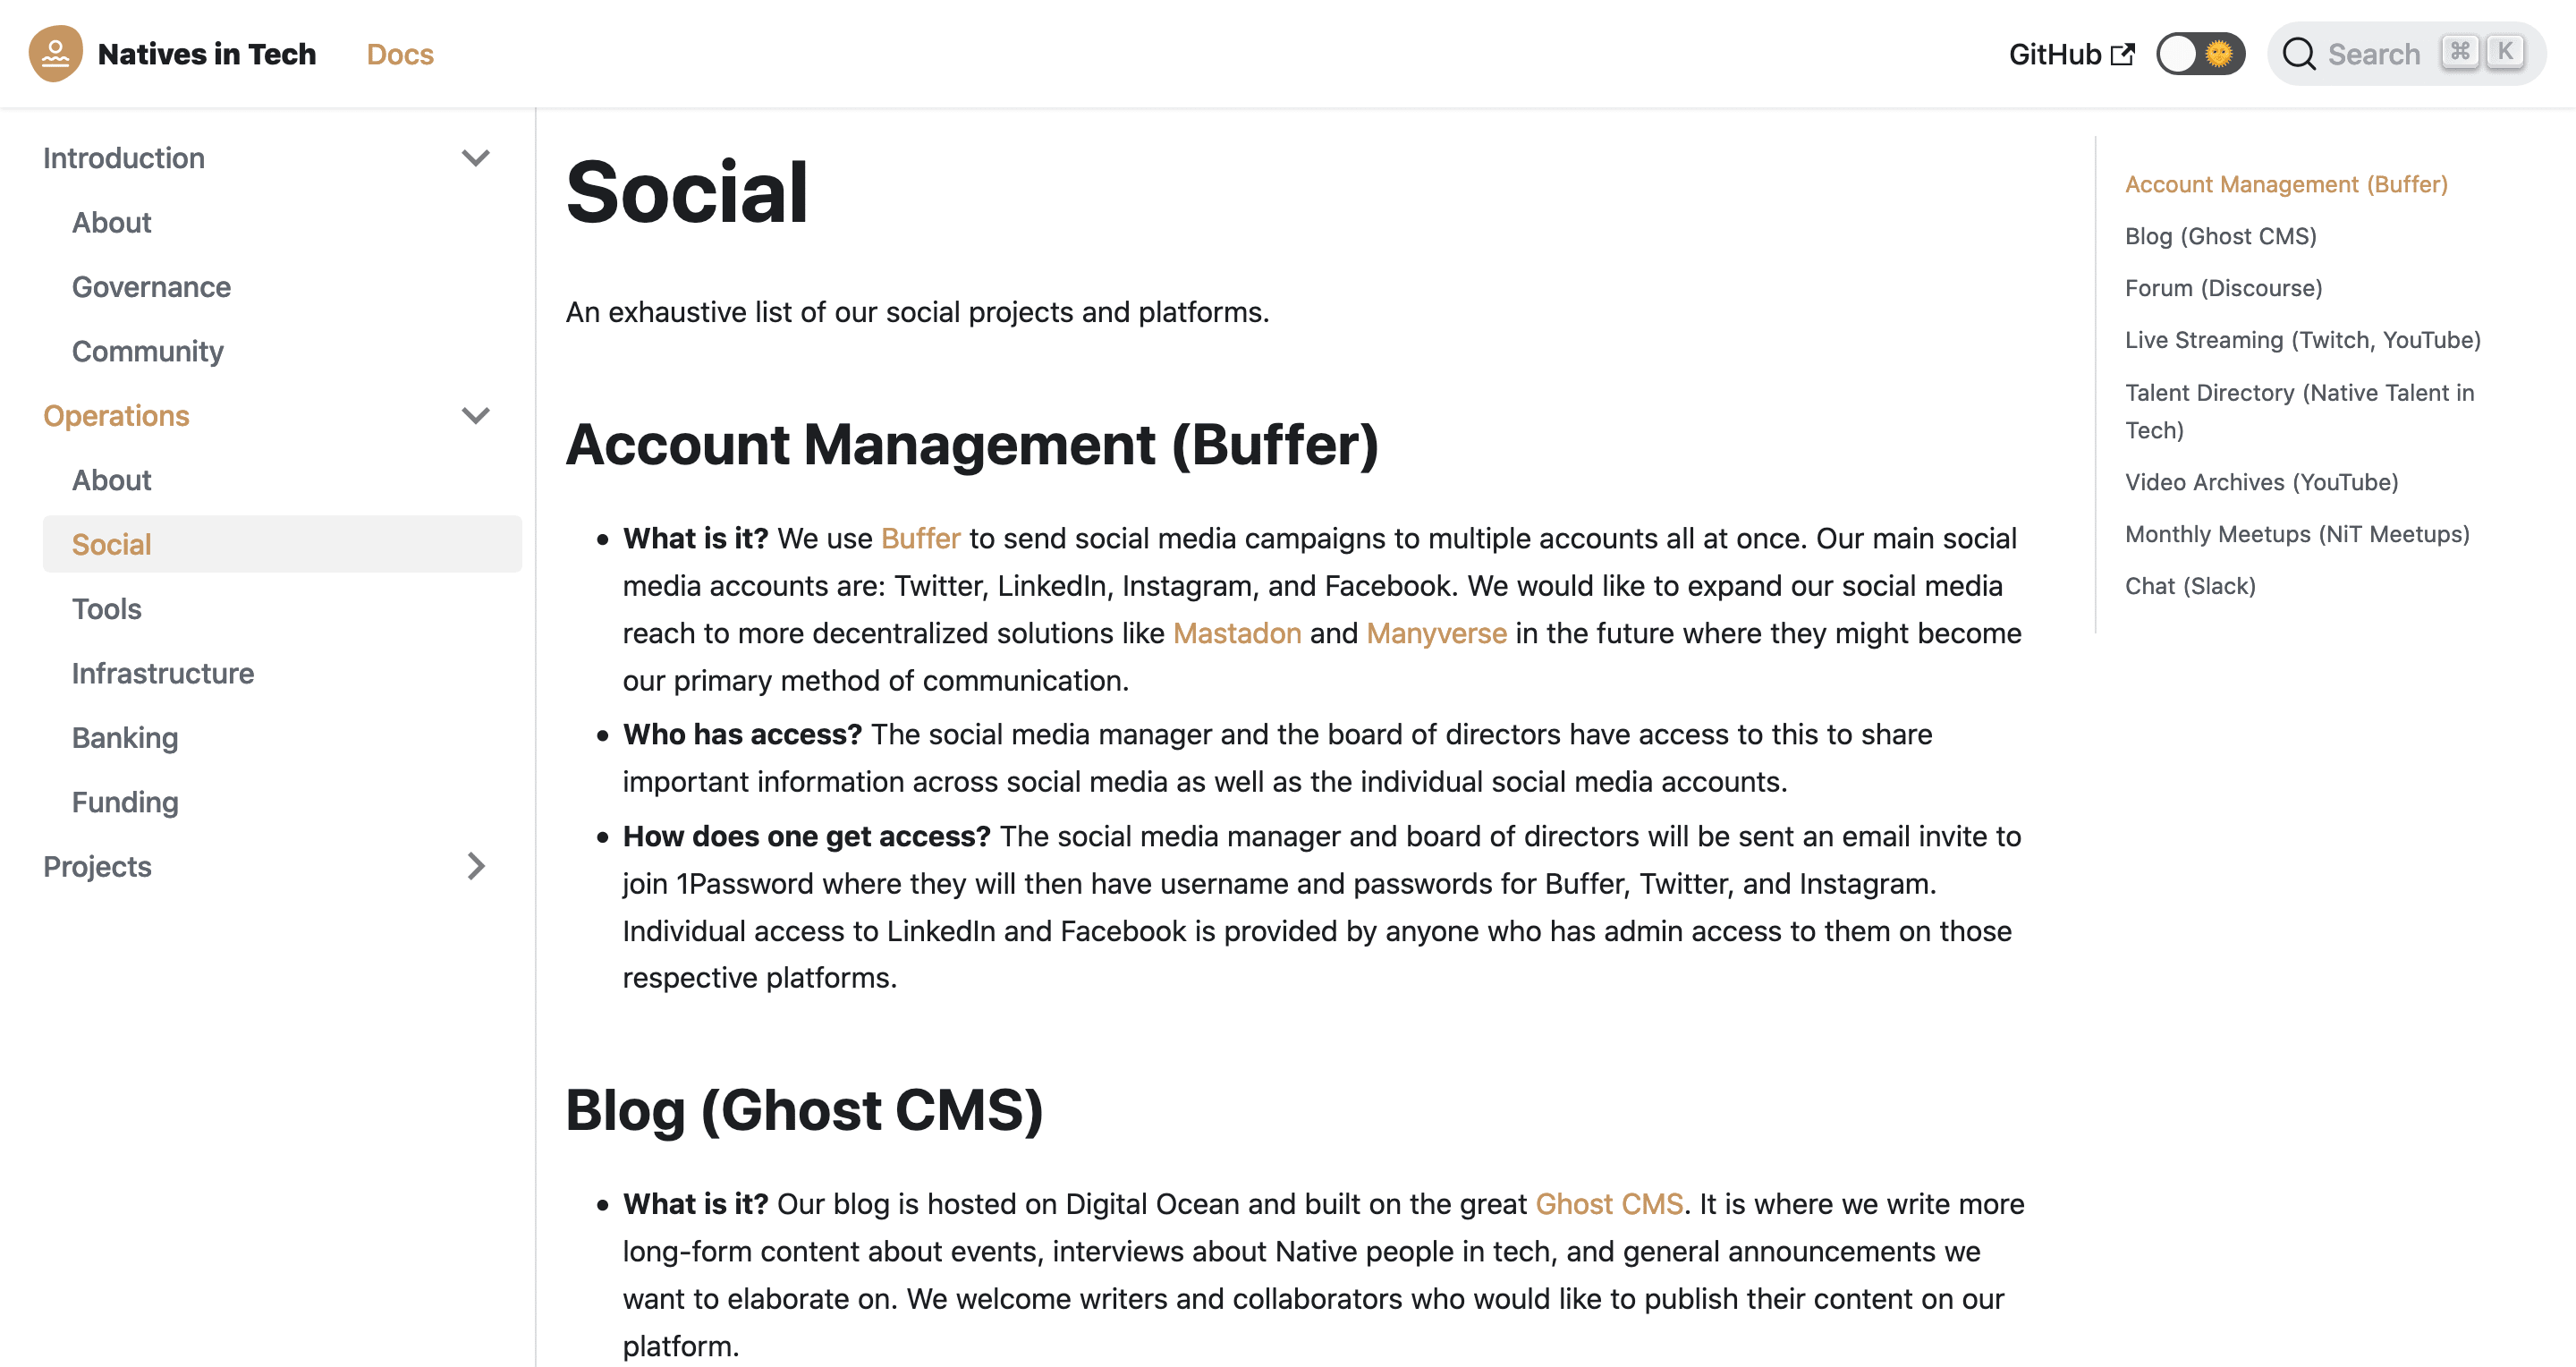 Natives in Tech
Docs
GitHub
Search
⌘ K
Introduction
About
Governance
Community
Operations
About
Social
Tools
Infrastructure
Banking
Funding
Projects
Social
An exhaustive list of our social projects and platforms.
Account Management (Buffer)
What is it? We use Buffer to send social media campaigns to multiple accounts all at once. Our main social
media accounts are: Twitter, LinkedIn, Instagram, and Facebook. We would like to expand our social media
reach to more decentralized solutions like Mastadon and Manyverse in the future where they might become
our primary method of communication.
Who has access? The social media manager and the board of directors have access to this to share
important information across social media as well as the individual social media accounts.
How does one get access? The social media manager and board of directors will be sent an email invite to
join 1Password where they will then have username and passwords for Buffer, Twitter, and Instagram.
Individual access to LinkedIn and Facebook is provided by anyone who has admin access to them on those
respective platforms.
Blog (Ghost CMS)
What is it? Our blog is hosted on Digital Ocean and built on the great Ghost CMS. It is where we write more
long-form content about events, interviews about Native people in tech, and general announcements we
want to elaborate on. We welcome writers and collaborators who would like to publish their content on our
platform.
Account Management (Buffer)
Blog (Ghost CMS)
Forum (Discourse)
Live Streaming (Twitch, YouTube)
Talent Directory (Native Talent in
Tech)
Video Archives (YouTube)
Monthly Meetups (NiT Meetups)
Chat (Slack)